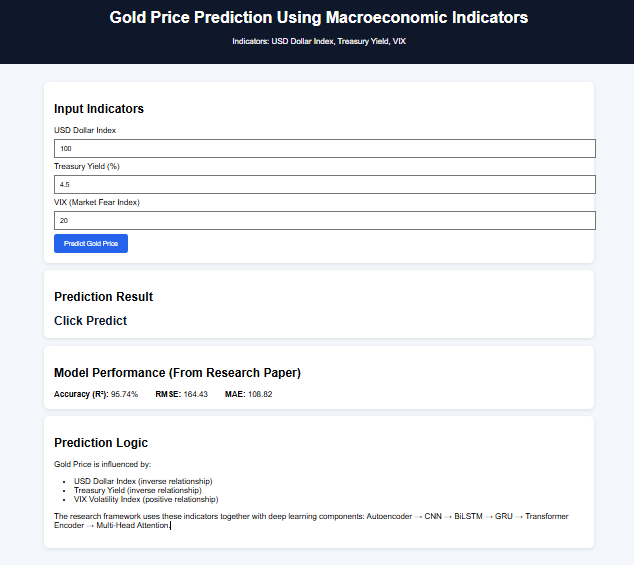 Gold Price Prediction Using Macroeconomic Indicators
Indicators: USD Dollar Index, Treasury Yield, VIX
Input Indicators
USD Dollar Index
100
Treasury Yield (%)
4.5
VIX (Market Fear Index)
20
Predict Gold Price
Prediction Result
Click Predict
Model Performance (From Research Paper)
Accuracy (R²): 95.74% RMSE: 164.43 MAE: 108.82
Prediction Logic
Gold Price is influenced by:
• USD Dollar Index (inverse relationship)
• Treasury Yield (inverse relationship)
• VIX Volatility Index (positive relationship)
The research framework uses these indicators together with deep learning components: Autoencoder → CNN → BiLSTM → GRU → Transformer
Encoder → Multi-Head Attention.